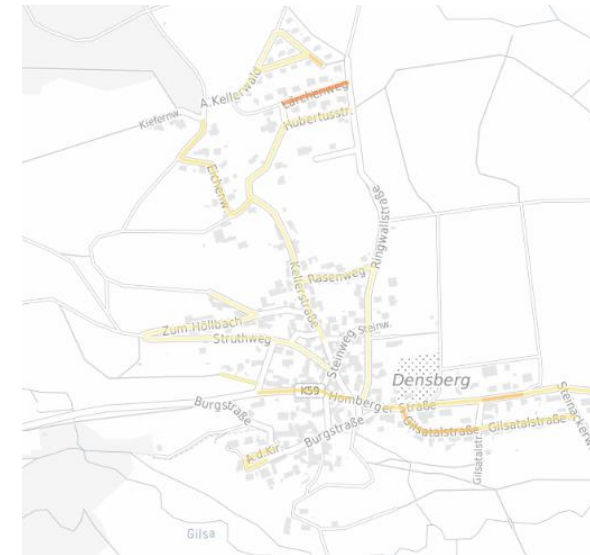 A.Kellerwald
Lärchenweg
Kiefernw.
Hubertusstr.
Eichenw.
Ringwallstraße
Kellerstraße
Rasenweg
Zum Höllbach
Steinw.
Struthweg
Steinweg
Densberg
K59
Homberger Straße
Burgstraße
Steinackerw
Burgstraße
Gilsatalstraße
Gilsatalstraße
Gilsatalstr.
A.d.Kir
Gilsa